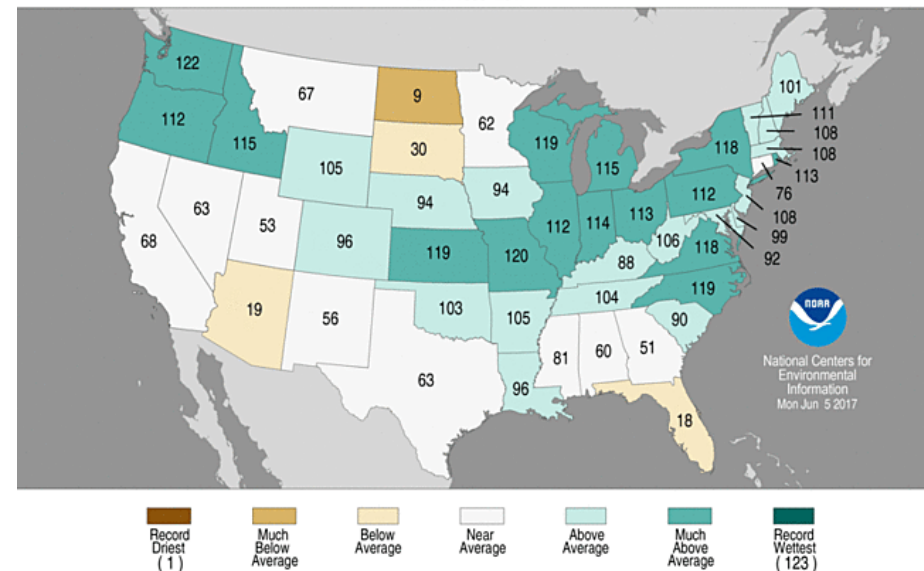 122
101
67
9
111
62
108
112
119
118
108
115
105
30
115
113
94
94
112
76
108
63
53
96
112
114
113
106
99
68
119
120
118
92
88
119
19
56
103
105
104
90
NOAA
81
60
51
National Centers for
Environmental
Information
Mon Jun 5 2017
63
96
18
Record
Driest
(1)
Much
Below
Average
Below
Average
Near
Average
Above
Average
Much
Above
Average
Record
Wettest
(123)